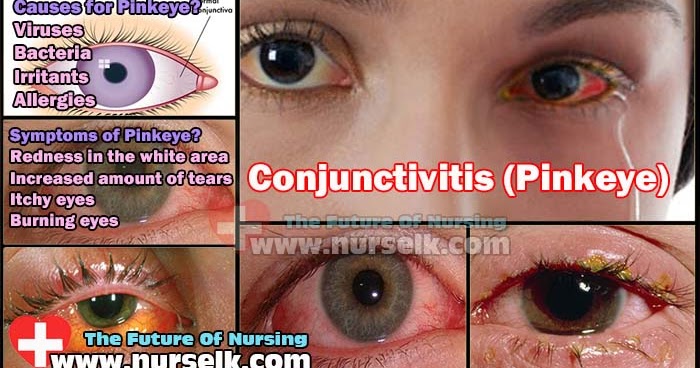 Causes for Pinkeye?
Viruses
Bacteria
Irritants
Allergies
conjunctiva
Symptoms of Pinkeye?
Redness in the white area
Increased amount of tears
Itchy eyes
Burning eyes
Conjunctivitis (Pinkeye)
The Future Of Nursing
www.nurselk.com
The Future Of Nursing
www.nurselk.com